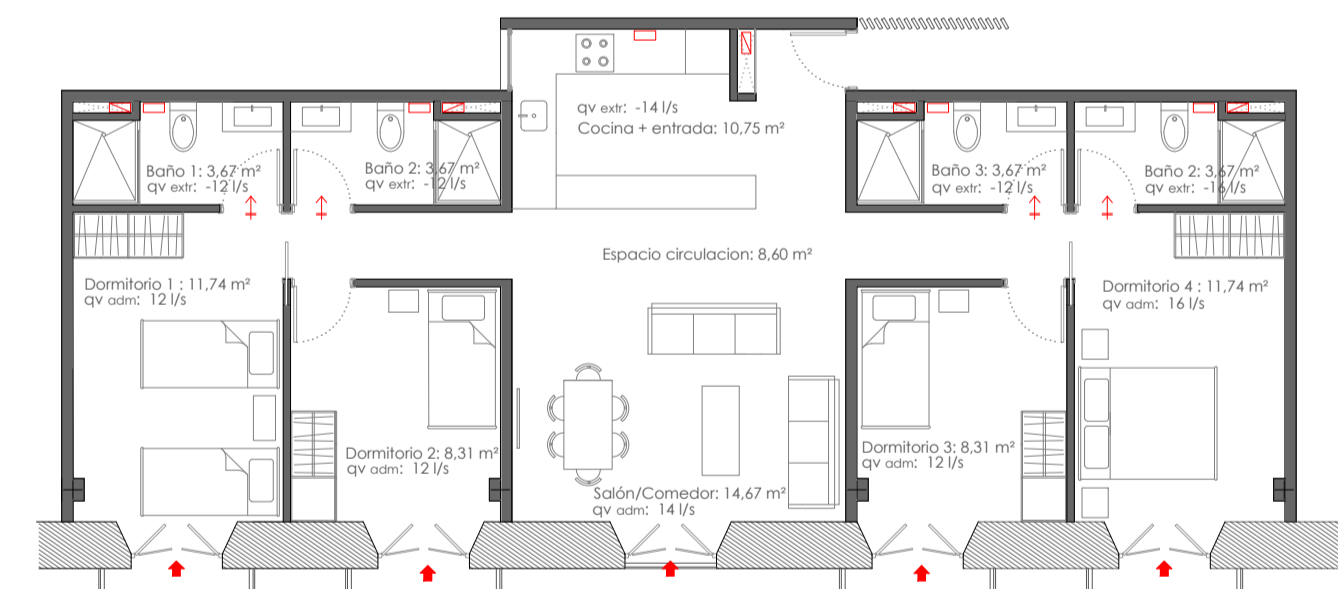 qv extr: -14 l/s
Cocina + entrada: 10,75 m²
Baño 1: 3,67 m²
qv extr: -12 l/s
Baño 2: 3,67 m²
qv extr: -12 l/s
Baño 3: 3,67 m²
qv extr: -12 l/s
Baño 2: 3,67 m²
qv extr: -16 l/s
Espacio circulacion: 8,60 m²
Dormitorio 1 : 11,74 m²
qv adm: 12 l/s
Dormitorio 4 : 11,74 m²
qv adm: 16 l/s
Dormitorio 2: 8,31 m²
qv adm: 12 l/s
Dormitorio 3: 8,31 m²
qv adm: 12 l/s
Salón/Comedor: 14,67 m²
qv adm: 14 l/s